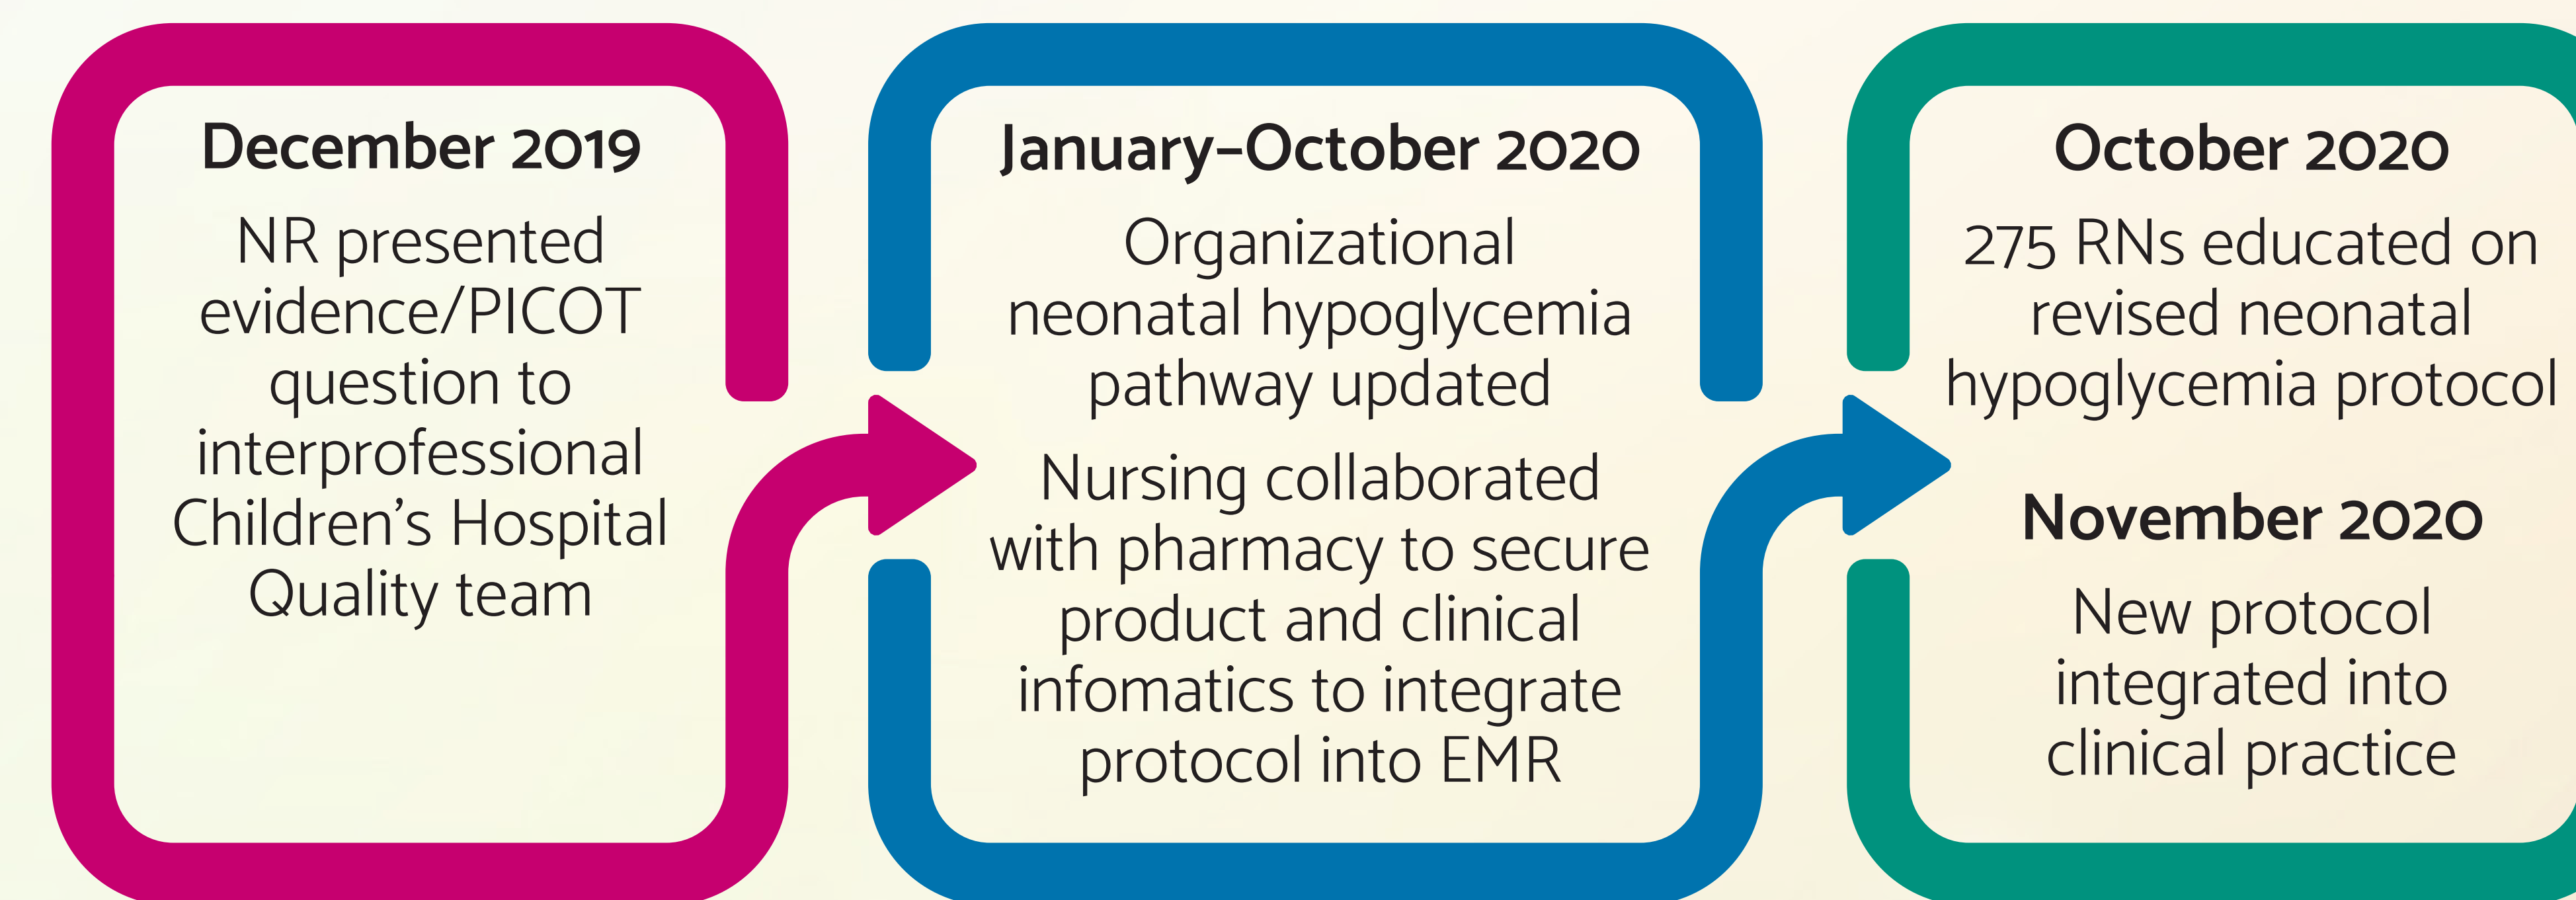 December 2019
NR presented
evidence/PICOT
question to
interprofessional
Children’s Hospital
Quality team
January–October 2020
Organizational
neonatal hypoglycemia
pathway updated
Nursing collaborated
with pharmacy to secure
product and clinical
infomatics to integrate
protocol into EMR
October 2020
275 RNs educated on
revised neonatal
hypoglycemia protocol
November 2020
New protocol
integrated into
clinical practice